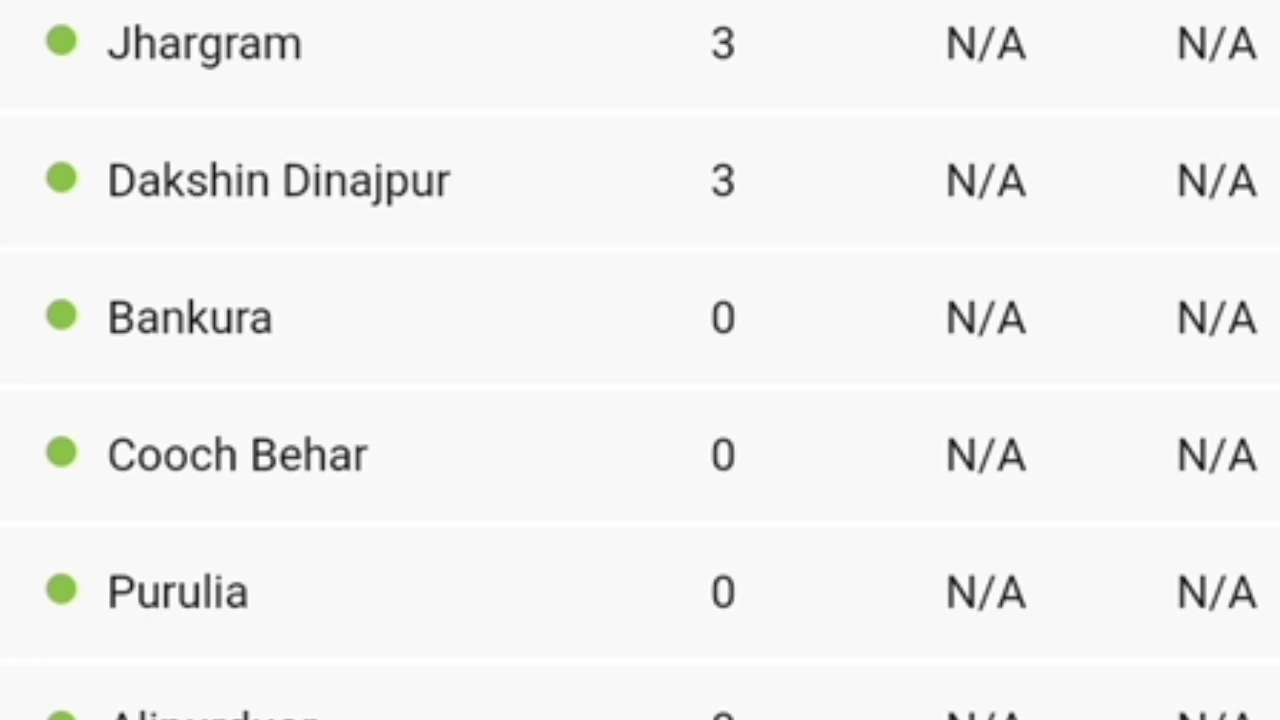 Jhargram 3 N/A N/A
Dakshin Dinajpur 3 N/A N/A
Bankura 0 N/A N/A
Cooch Behar 0 N/A N/A
Purulia 0 N/A N/A